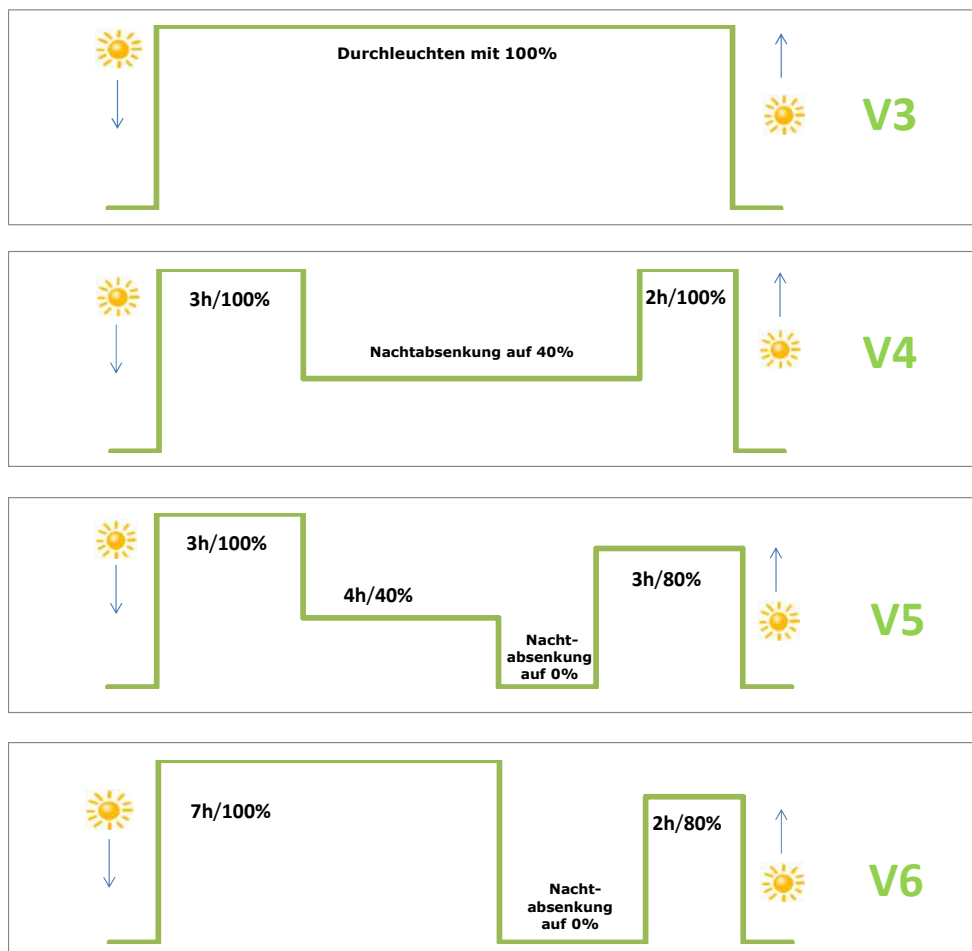 Durchleuchten mit 100%
V3
3h/100%
2h/100%
Nachtabsenkung auf 40%
V4
3h/100%
4h/40%
3h/80%
Nacht-
absenkung
auf 0%
V5
7h/100%
2h/80%
Nacht-
absenkung
auf 0%
V6